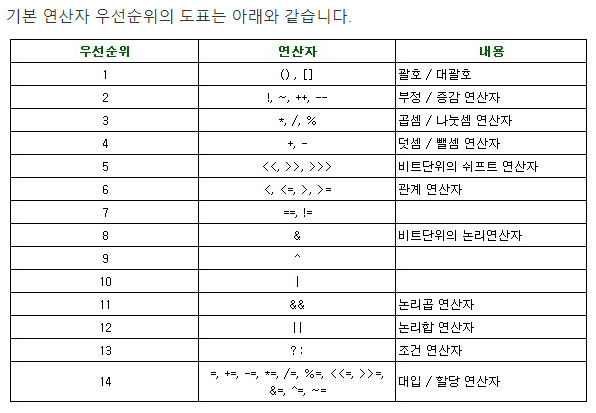 기본 연산자 우선순위의 도표는 아래와 같습니다.
우선순위 연산자 내용
1 (), [] 괄호 / 대괄호
2 !, ~, ++, -- 부정 / 증감 연산자
3 *, /, % 곱셈 / 나눗셈 연산자
4 +, - 덧셈 / 뺄셈 연산자
5 <<, >>, >>> 비트단위의 쉬프트 연산자
6 <, <=, >, >= 관계 연산자
7 ==, !=
8 & 비트단위의 논리연산자
9 ^
10 |
11 && 논리곱 연산자
12 || 논리합 연산자
13 ? : 조건 연산자
14 =, +=, -=, *=, /=, %=, <<=, >>=, 대입 / 할당 연산자
&=, ^=, ~=